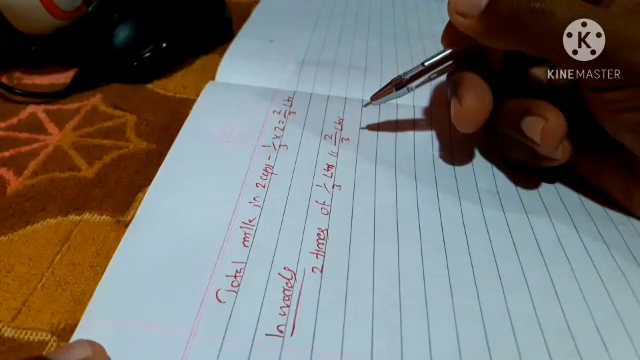 Total milk in 2 cups - 1/3 × 2 = 2/3 Ltr
In words
2 times of 1/3 Ltr is 2/3 Ltr
KINEMASTER